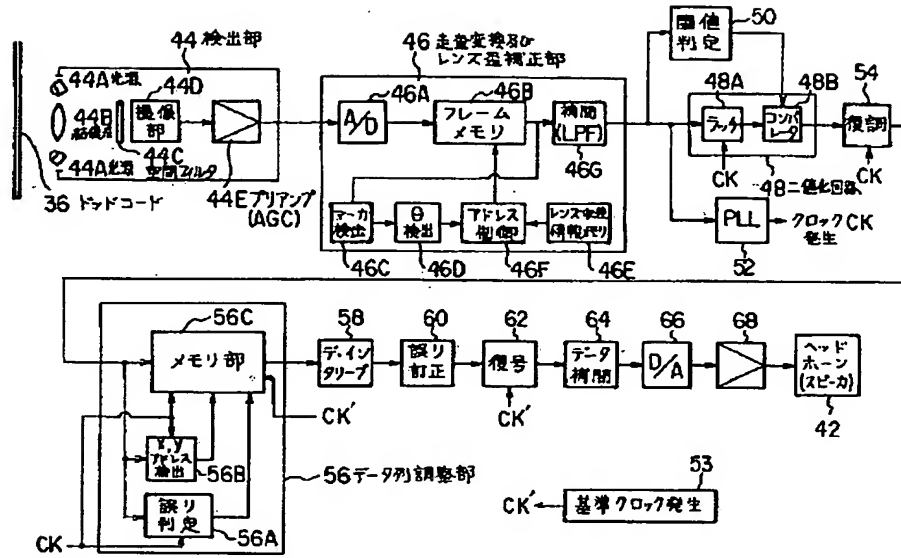 44 検出部
44A 光源
44D
撮像部
44B
結像系
44C
空間フィルタ
44A 光源
44E プリアンプ
(AGC)
36 ドットコード
46 走査変換及び
レンズ歪補正部
46A
A/D
46B
フレーム
メモリ
補間
(LPF)
46G
マーカ
検出
46C
θ
検出
46D
アドレス
制御
46F
レンズ収差
情報メモリ
46E
50
閾値
判定
48A
ラッチ
48B
コンパ
レータ
CK
48 二値化回路
54
復調
CK
PLL
52
クロック CK
発生
56C
メモリ部
CK'
X,Y
アドレス
検出
56B
誤り
判定
56A
CK
56 データ列調整部
58
デ・イン
タリーブ
60
誤り
訂正
62
復号
CK'
64
データ
補間
66
D/A
68
ヘッド
ホーン
(スピーカ)
42
53
CK'
基準クロック発生